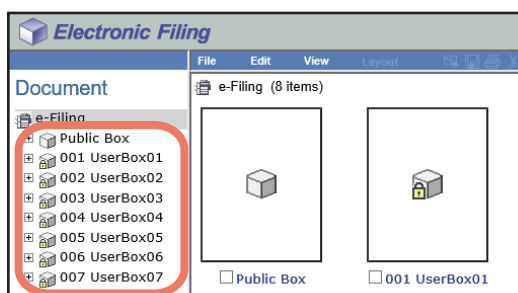 Electronic Filing
File Edit View Layout
Document
e-Filing (8 items)
e-Filing
Public Box
001 UserBox01
002 UserBox02
003 UserBox03
004 UserBox04
005 UserBox05
006 UserBox06
007 UserBox07
Public Box 001 UserBox01